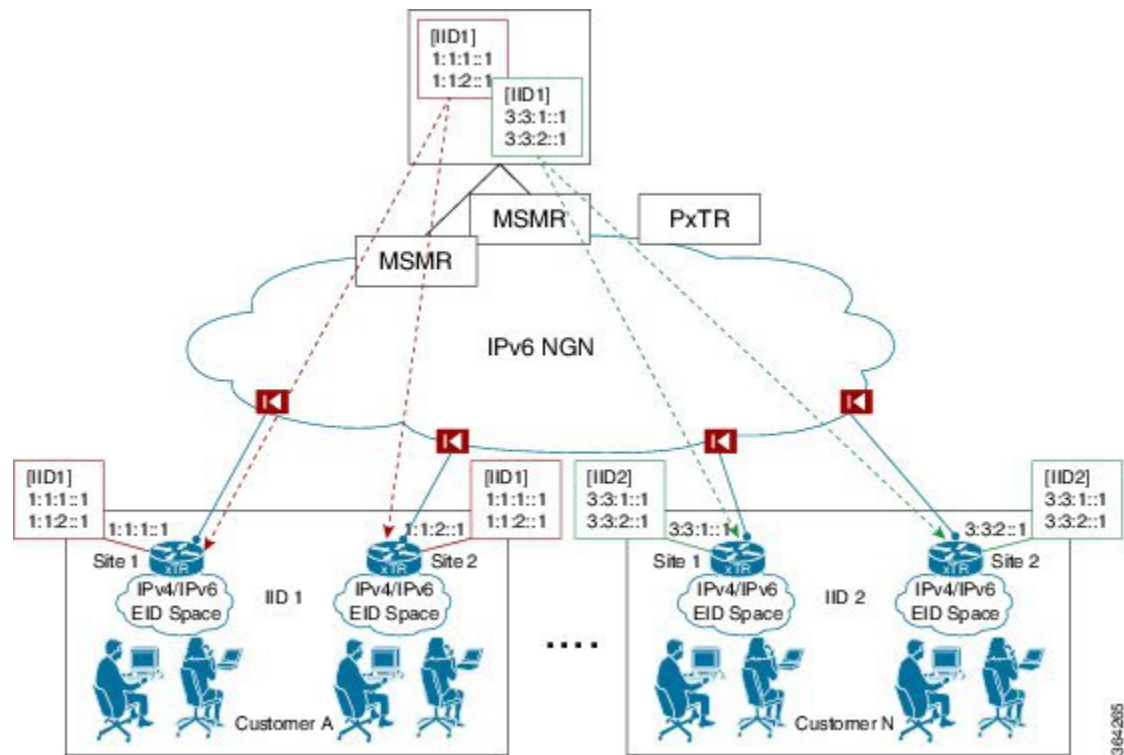 [IID1]
1:1:1::1
1:1:2::1
[IID1]
3:3:1::1
3:3:2::1
MSMR
PxTR
MSMR
IPv6 NGN
[IID1]
1:1:1::1
1:1:2::1
1:1:1::1
[IID1]
1:1:1::1
1:1:2::1
1:1:2::1
[IID2]
3:3:1::1
3:3:2::1
3:3:1::1
[IID2]
3:3:1::1
3:3:2::1
3:3:2::1
Site 1
xTR
xTR
Site 2
Site 1
xTR
xTR
Site 2
IPv4/IPv6
EID Space
IID 1
IPv4/IPv6
EID Space
IPv4/IPv6
EID Space
IID 2
IPv4/IPv6
EID Space
....
Customer A
Customer N
364265